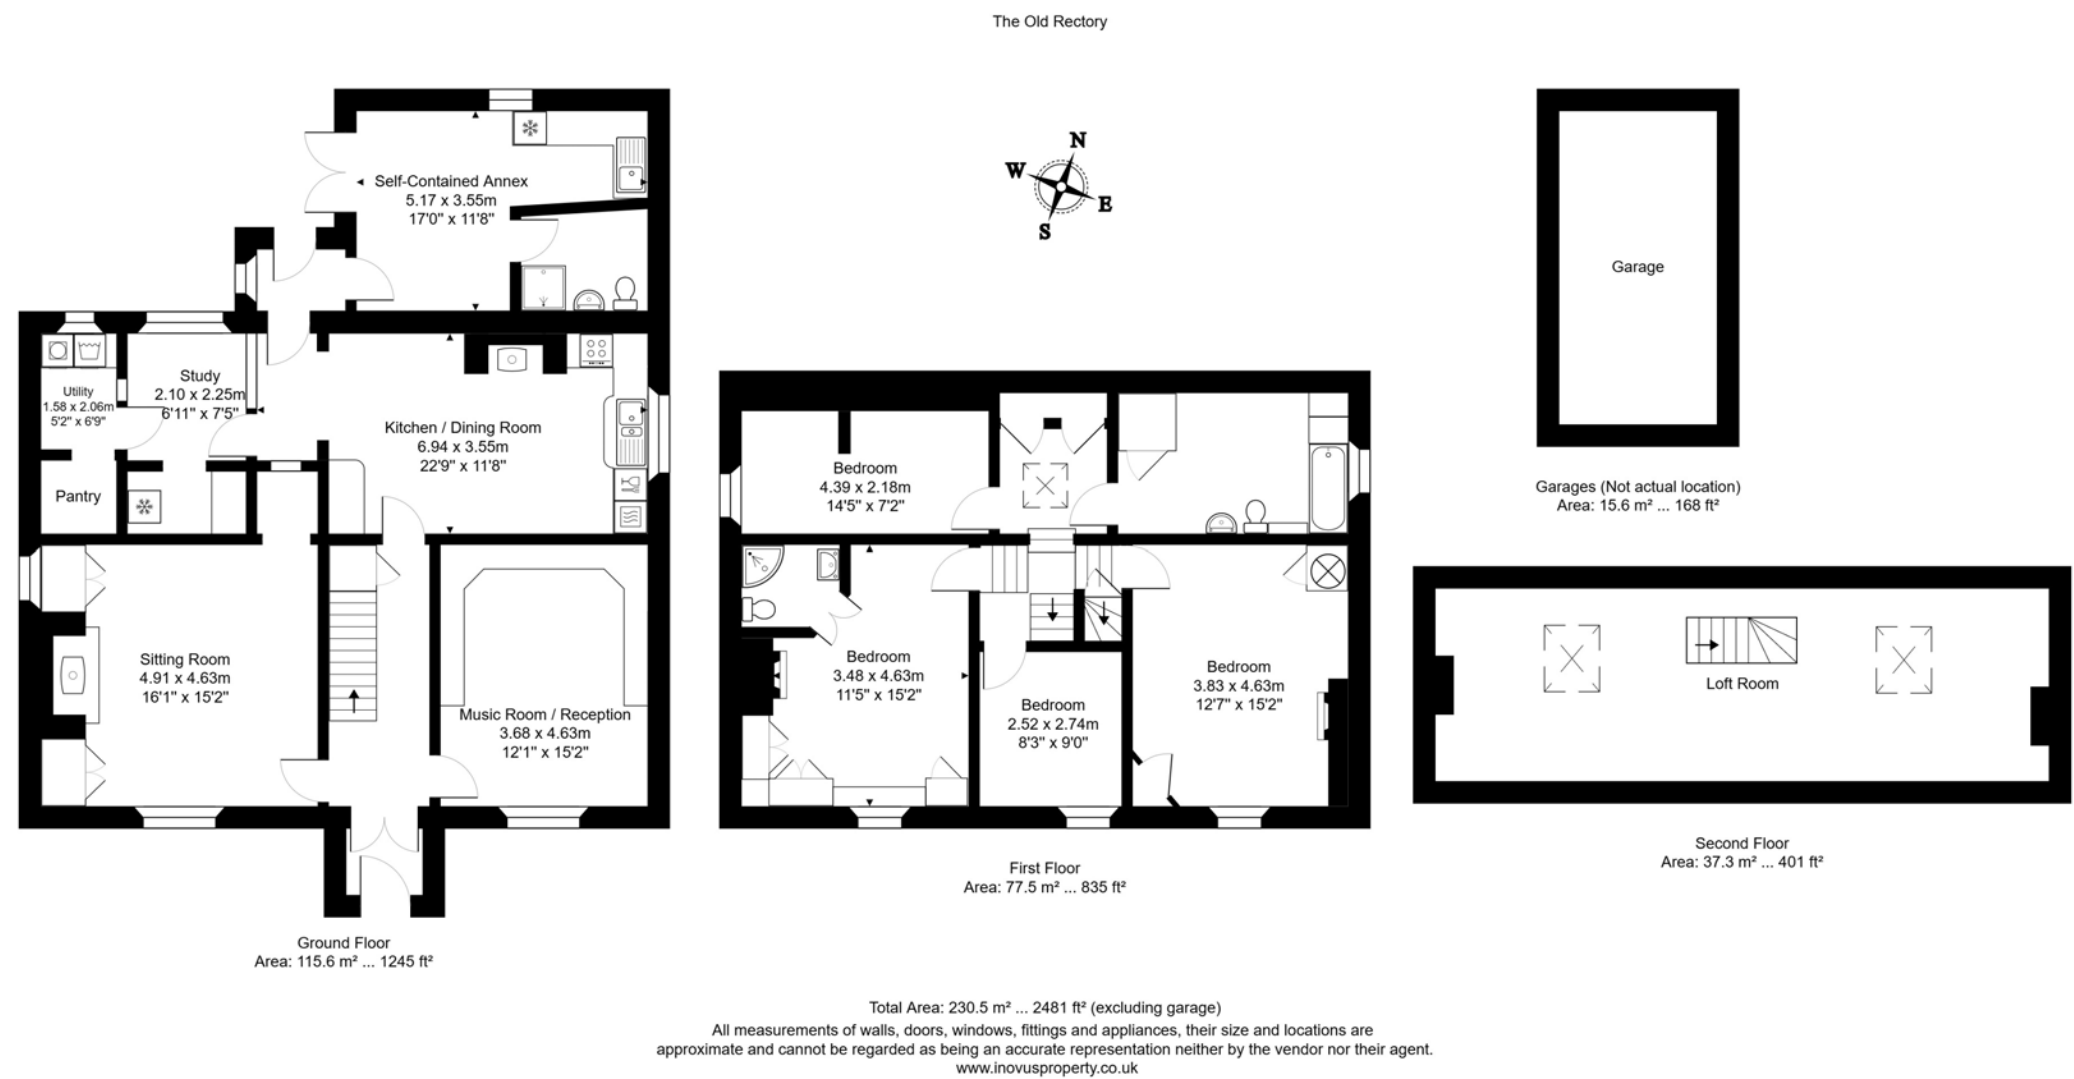 The Old Rectory
N
W
E
S
Self-Contained Annex
5.17 x 3.55m
17'0" x 11'8"
Study
2.10 x 2.25m
6'11" x 7'5"
Utility
1.58 x 2.06m
5'2" x 6'9"
Kitchen / Dining Room
6.94 x 3.55m
22'9" x 11'8"
Pantry
Sitting Room
4.91 x 4.63m
16'1" x 15'2"
Music Room / Reception
3.68 x 4.63m
12'1" x 15'2"
Ground Floor
Area: 115.6 m² ... 1245 ft²
Bedroom
4.39 x 2.18m
14'5" x 7'2"
Bedroom
3.48 x 4.63m
11'5" x 15'2"
Bedroom
2.52 x 2.74m
8'3" x 9'0"
Bedroom
3.83 x 4.63m
12'7" x 15'2"
First Floor
Area: 77.5 m² ... 835 ft²
Garage
Garages (Not actual location)
Area: 15.6 m² ... 168 ft²
Loft Room
Second Floor
Area: 37.3 m² ... 401 ft²
Total Area: 230.5 m² ... 2481 ft² (excluding garage)
All measurements of walls, doors, windows, fittings and appliances, their size and locations are
approximate and cannot be regarded as being an accurate representation neither by the vendor nor their agent.
www.inovusproperty.co.uk